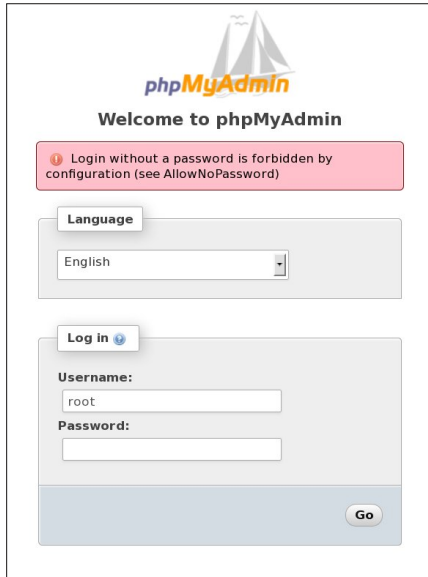 phpMyAdmin
Welcome to phpMyAdmin
Login without a password is forbidden by
configuration (see AllowNoPassword)
Language
English
Log in
Username:
root
Password:
Go